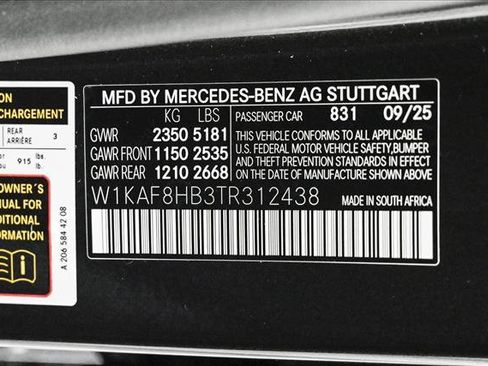 ON
CHARGEMENT
REAR
ARRIÈRE 3
915 lbs.
lb.
OWNER´S
NUAL FOR
DITIONAL
ORMATION
A 206 584 42 08
MFD BY MERCEDES-BENZ AG STUTTGART
KG LBS PASSENGER CAR 831 09/25
GVWR 2350 5181
GAWR FRONT 1150 2535
GAWR REAR 1210 2668
THIS VEHICLE CONFORMS TO ALL APPLICABLE
U.S. FEDERAL MOTOR VEHICLE SAFETY,
BUMPER, AND THEFT PREVENTION STANDARDS
IN EFFECT ON THE DATE OF MANUFACTURE
SHOWN ABOVE.
W1KAF8HB3TR312438 MADE IN SOUTH AFRICA